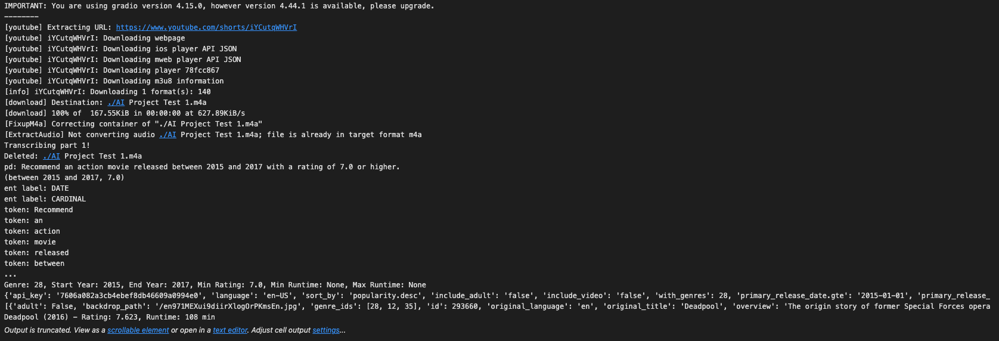 IMPORTANT: You are using gradio version 4.15.0, however version 4.44.1 is available, please upgrade.
--------
[youtube] Extracting URL: https://www.youtube.com/shorts/iYCutqWHVrI
[youtube] iYCutqWHVrI: Downloading webpage
[youtube] iYCutqWHVrI: Downloading ios player API JSON
[youtube] iYCutqWHVrI: Downloading mweb player API JSON
[youtube] iYCutqWHVrI: Downloading player 78fcc867
[youtube] iYCutqWHVrI: Downloading m3u8 information
[info] iYCutqWHVrI: Downloading 1 format(s): 140
[download] Destination: ./AI Project Test 1.m4a
[download] 100% of  167.55KiB in 00:00:00 at 627.89KiB/s
[FixupM4a] Correcting container of "./AI Project Test 1.m4a"
[ExtractAudio] Not converting audio ./AI Project Test 1.m4a; file is already in target format m4a
Transcribing part 1!
Deleted: ./AI Project Test 1.m4a
pd: Recommend an action movie released between 2015 and 2017 with a rating of 7.0 or higher.
(between 2015 and 2017, 7.0)
ent label: DATE
ent label: CARDINAL
token: Recommend
token: an
token: action
token: movie
token: released
token: between
...
Genre: 28, Start Year: 2015, End Year: 2017, Min Rating: 7.0, Min Runtime: None, Max Runtime: None
{'api_key': '7606a082a3cb4ebef8db46609a0994e0', 'language': 'en-US', 'sort_by': 'popularity.desc', 'include_adult': 'false', 'include_video': 'false', 'with_genres': 28, 'primary_release_date.gte': '2015-01-01', 'primary_release_
[{'adult': False, 'backdrop_path': '/en971MEXui9diirXlogOrPKmsEn.jpg', 'genre_ids': [28, 12, 35], 'id': 293660, 'original_language': 'en', 'original_title': 'Deadpool', 'overview': 'The origin story of former Special Forces opera
Deadpool (2016) - Rating: 7.623, Runtime: 108 min
Output is truncated. View as a scrollable element or open in a text editor. Adjust cell output settings...